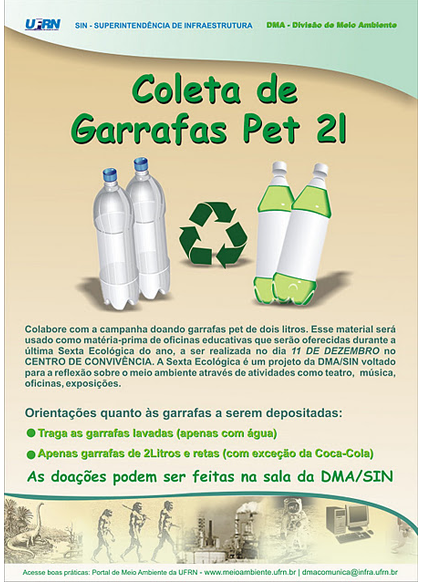 UFRN SIN - SUPERINTENDÊNCIA DE INFRAESTRUTURA DMA - Divisão de Meio Ambiente
Coleta de
Garrafas Pet 2l
Colabore com a campanha doando garrafas pet de dois litros. Esse material será
usado como matéria-prima de oficinas educativas que serão oferecidas durante a
última Sexta Ecológica do ano, a ser realizada no dia 11 DE DEZEMBRO no
CENTRO DE CONVIVÊNCIA. A Sexta Ecológica é um projeto da DMA/SIN voltado
para a reflexão sobre o meio ambiente através de atividades como teatro, música,
oficinas, exposições.
Orientações quanto às garrafas a serem depositadas:
Traga as garrafas lavadas (apenas com água)
Apenas garrafas de 2Litros e retas (com exceção da Coca-Cola)
As doações podem ser feitas na sala da DMA/SIN
Acesse boas práticas: Portal de Meio Ambiente da UFRN - www.meioambiente.ufrn.br | dmacomunica@infra.ufrn.br